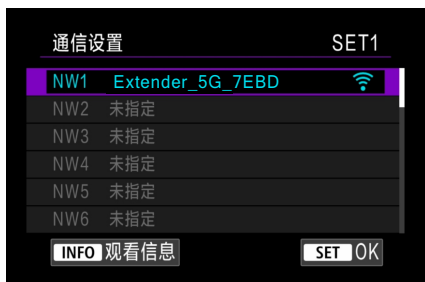 通信设置 SET1
NW1 Extender_5G_7EBD
NW2 未指定
NW3 未指定
NW4 未指定
NW5 未指定
NW6 未指定
INFO 观看信息 SET OK